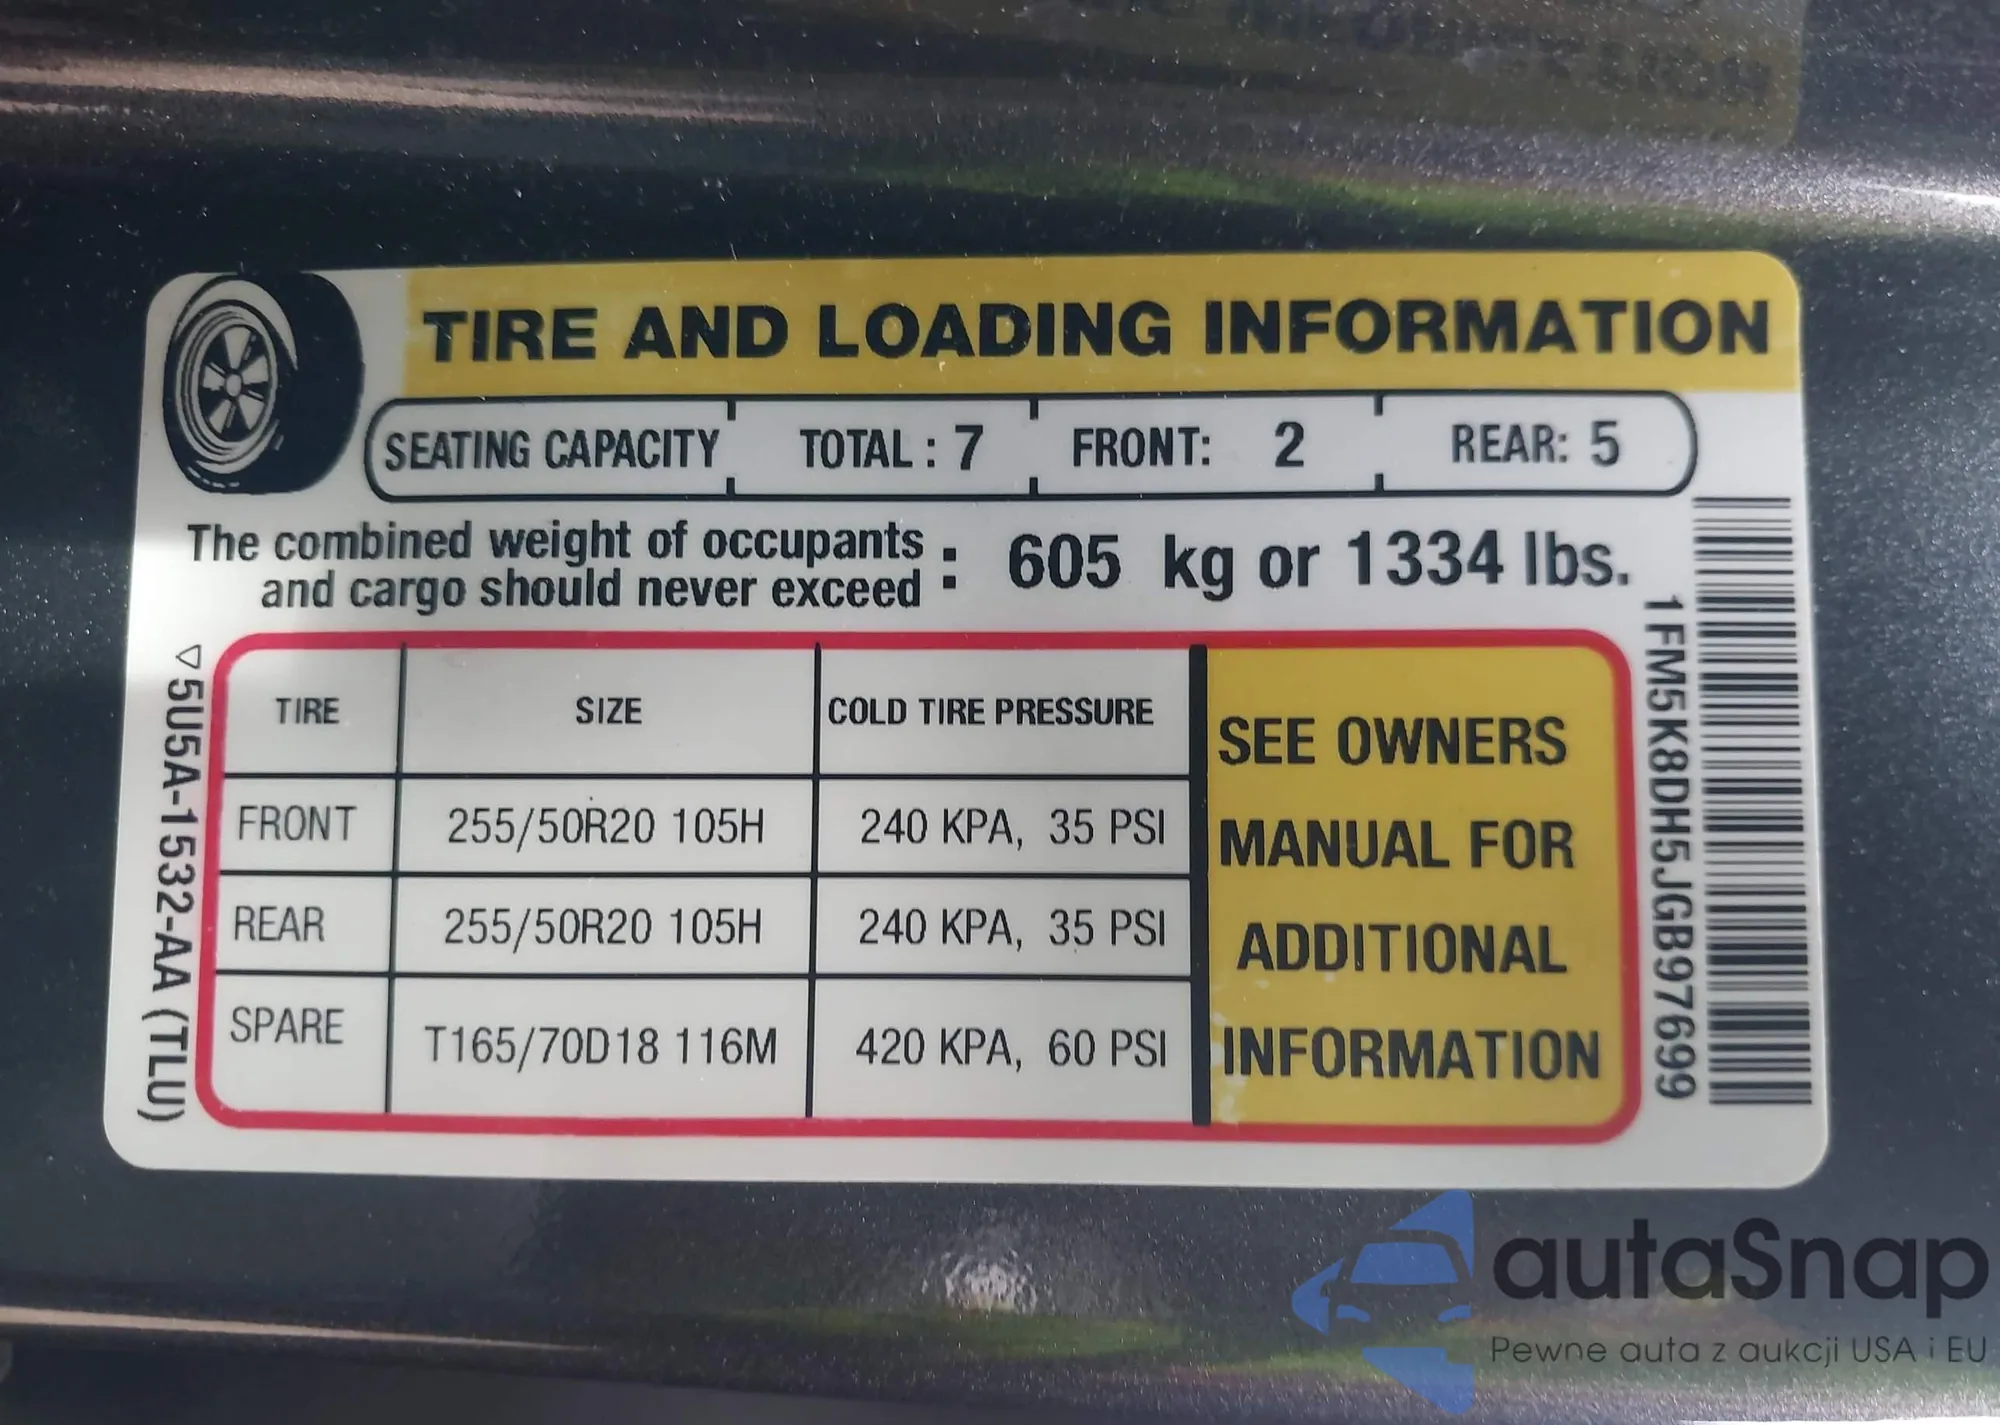 TIRE AND LOADING INFORMATION
SEATING CAPACITY TOTAL : 7 FRONT: 2 REAR: 5
The combined weight of occupants
and cargo should never exceed : 605 kg or 1334 lbs.
TIRE SIZE COLD TIRE PRESSURE
FRONT 255/50R20 105H 240 KPA, 35 PSI
REAR 255/50R20 105H 240 KPA, 35 PSI
SPARE T165/70D18 116M 420 KPA, 60 PSI
SEE OWNERS
MANUAL FOR
ADDITIONAL
INFORMATION
5U5A-1532-AA (TLU)
1FM5K8DH5JGB97699
autaSnap
Pewne auta z aukcji USA i EU